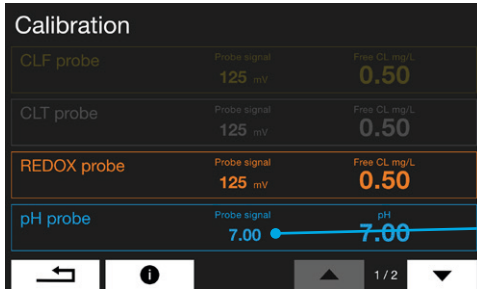 Calibration
CLF probe Probe signal Free CL mg/L
125 mV 0.50
CLT probe Probe signal Free CL mg/L
125 mV 0.50
REDOX probe Probe signal Free CL mg/L
125 mV 0.50
pH probe Probe signal pH
7.00 7.00
1/2